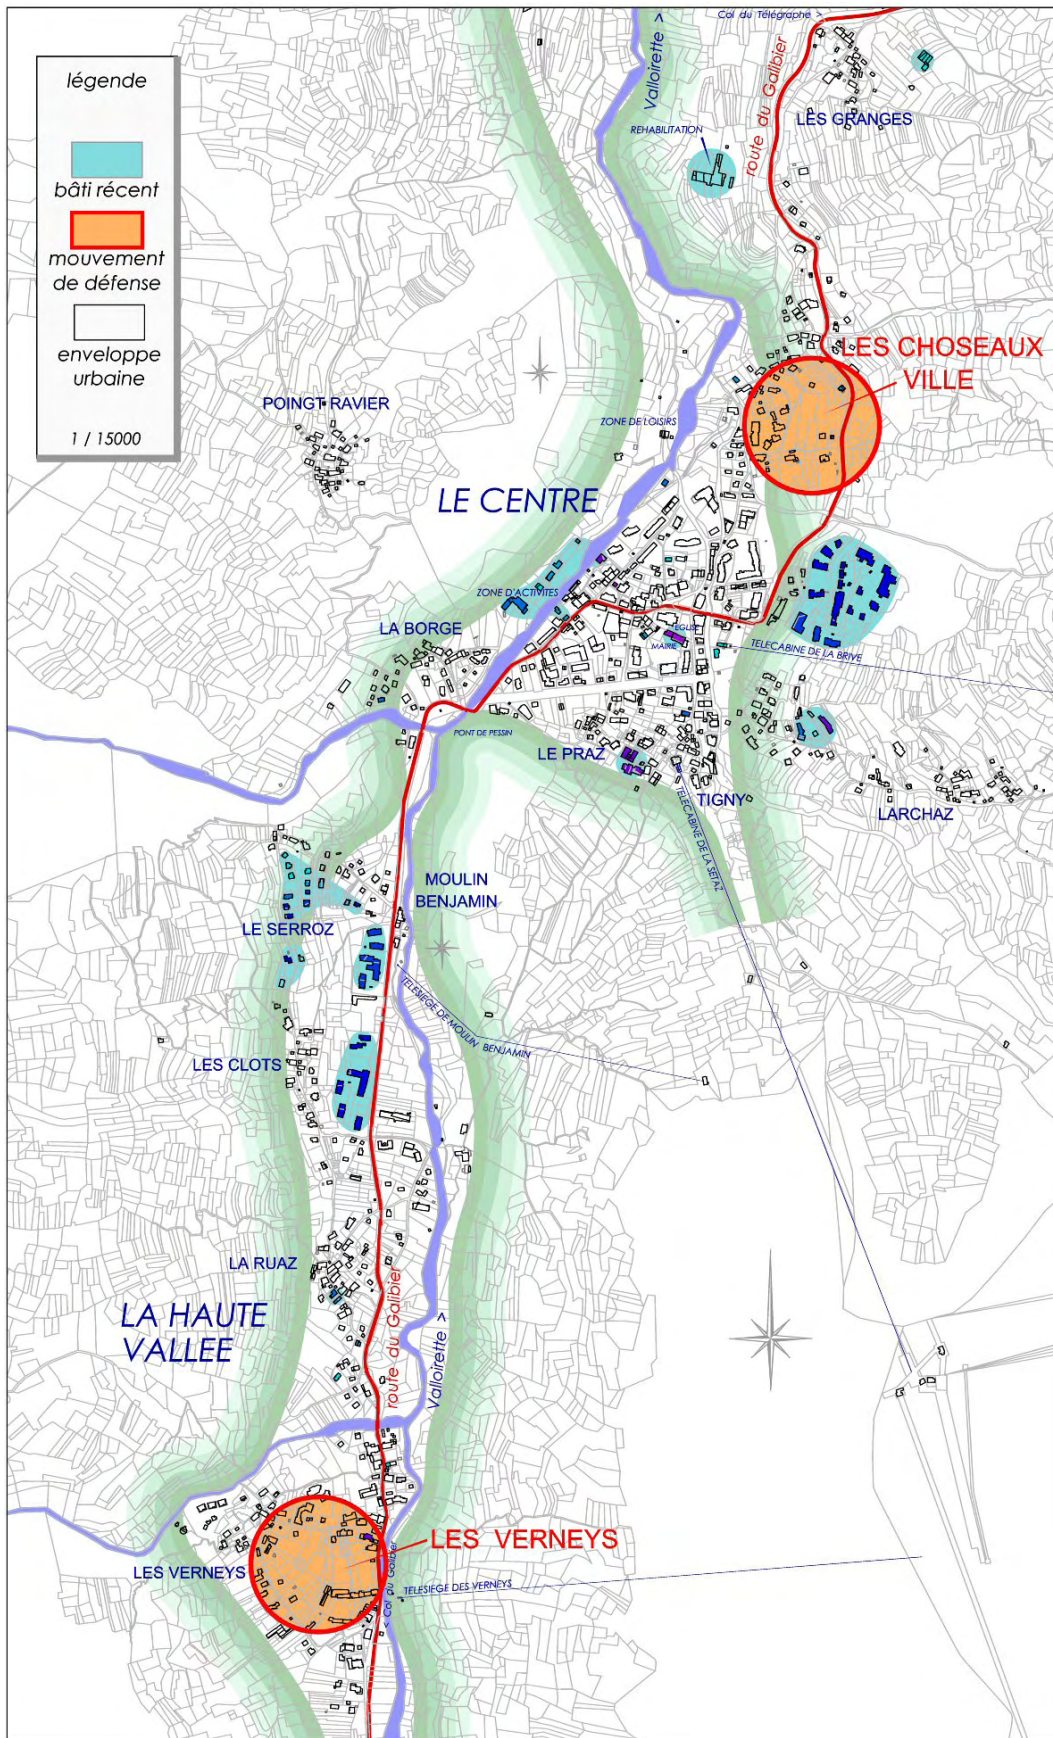 Col du Télégraphe >
légende
bâti récent
mouvement
de défense
enveloppe
urbaine
1 / 15000
Valloirette >
route du Galibier
LES GRANGES
REHABILITATION
LES CHOSEAUX
VILLE
POINGT RAVIER
ZONE DE LOISIRS
LE CENTRE
ZONE D'ACTIVITES
LA BORGE
EGLISE
MAIRIE
TELECABINE DE LA BRIVE
PONT DE PESSIN
LE PRAZ
TIGNY
LARCHAZ
TELECABINE DE LA SETAZ
MOULIN
BENJAMIN
LE SERROZ
TELESIEGE DE MOULIN BENJAMIN
LES CLOTS
LA RUAZ
LA HAUTE
VALLEE
route du Galibier
Valloirette >
LES VERNEYS
LES VERNEYS
TELESIEGE DES VERNEYS
< Col du Galibier